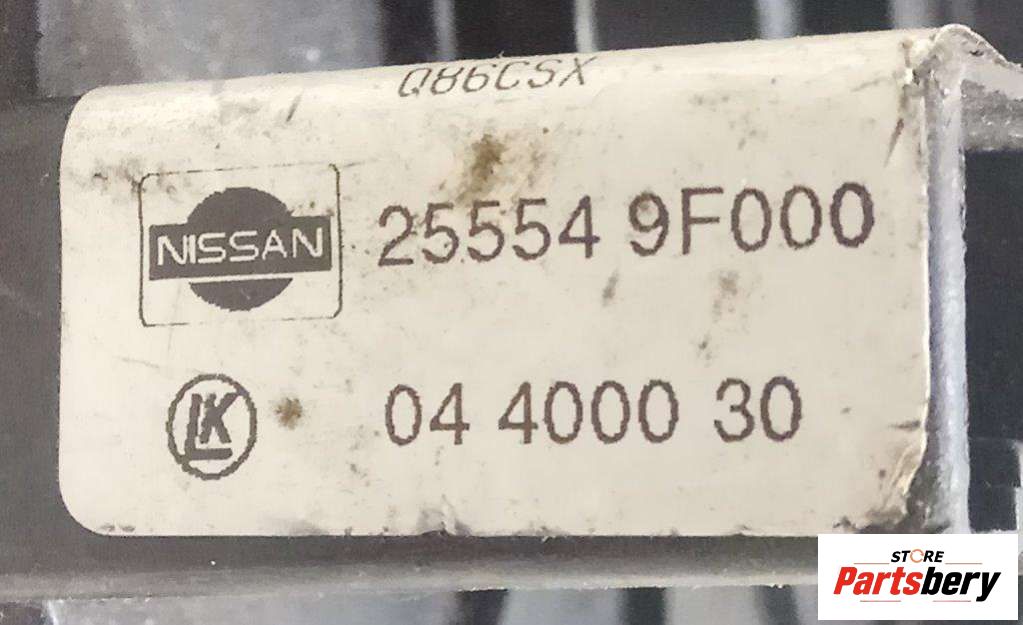 Q86CSX
NISSAN
25554 9F000
LK
04 4000 30
STORE
Partsbery